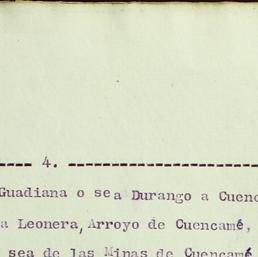 ---- 4. --------------------
Guadiana o sea Durango a Cuenc
a Leonera, Arroyo de Cuencamé,
sea de las Minas de Cuencamé